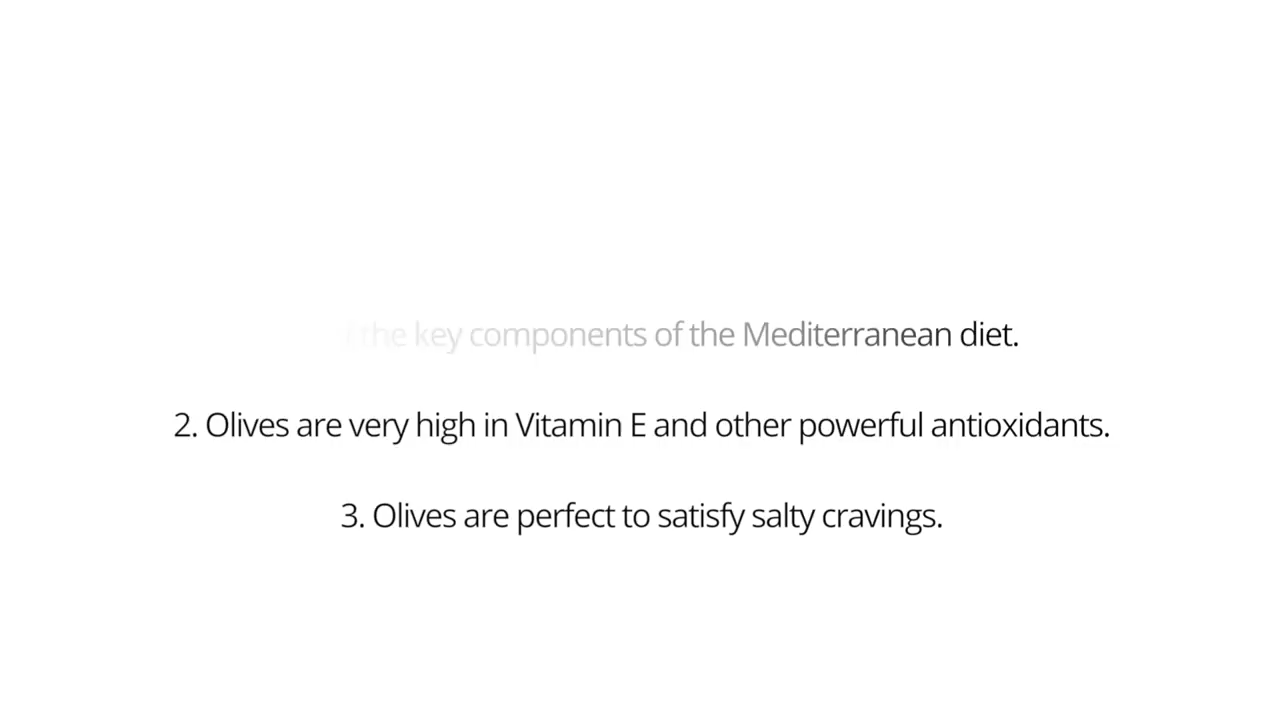 the key components of the Mediterranean diet.
2. Olives are very high in Vitamin E and other powerful antioxidants.
3. Olives are perfect to satisfy salty cravings.